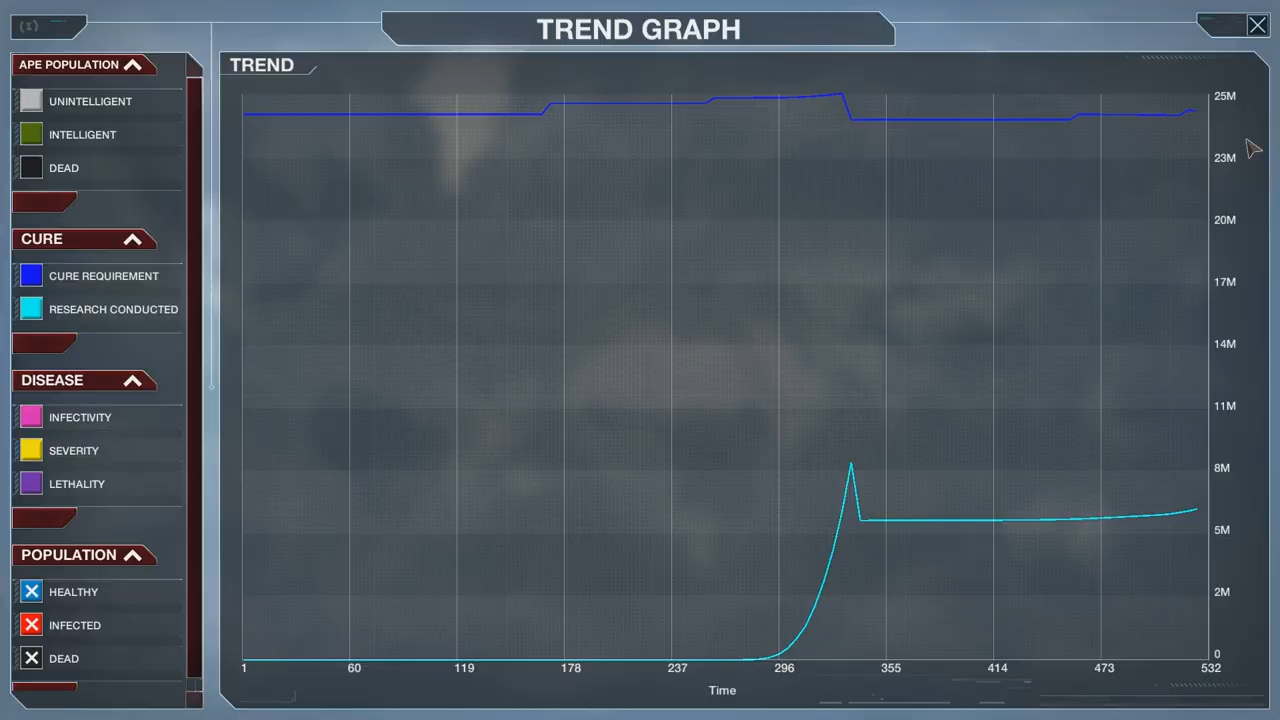 TREND GRAPH
APE POPULATION
UNINTELLIGENT
INTELLIGENT
DEAD
CURE
CURE REQUIREMENT
RESEARCH CONDUCTED
DISEASE
INFECTIVITY
SEVERITY
LETHALITY
POPULATION
HEALTHY
INFECTED
DEAD
TREND
25M
23M
20M
17M
14M
11M
8M
5M
2M
0
1 60 119 178 237 296 355 414 473 532
Time